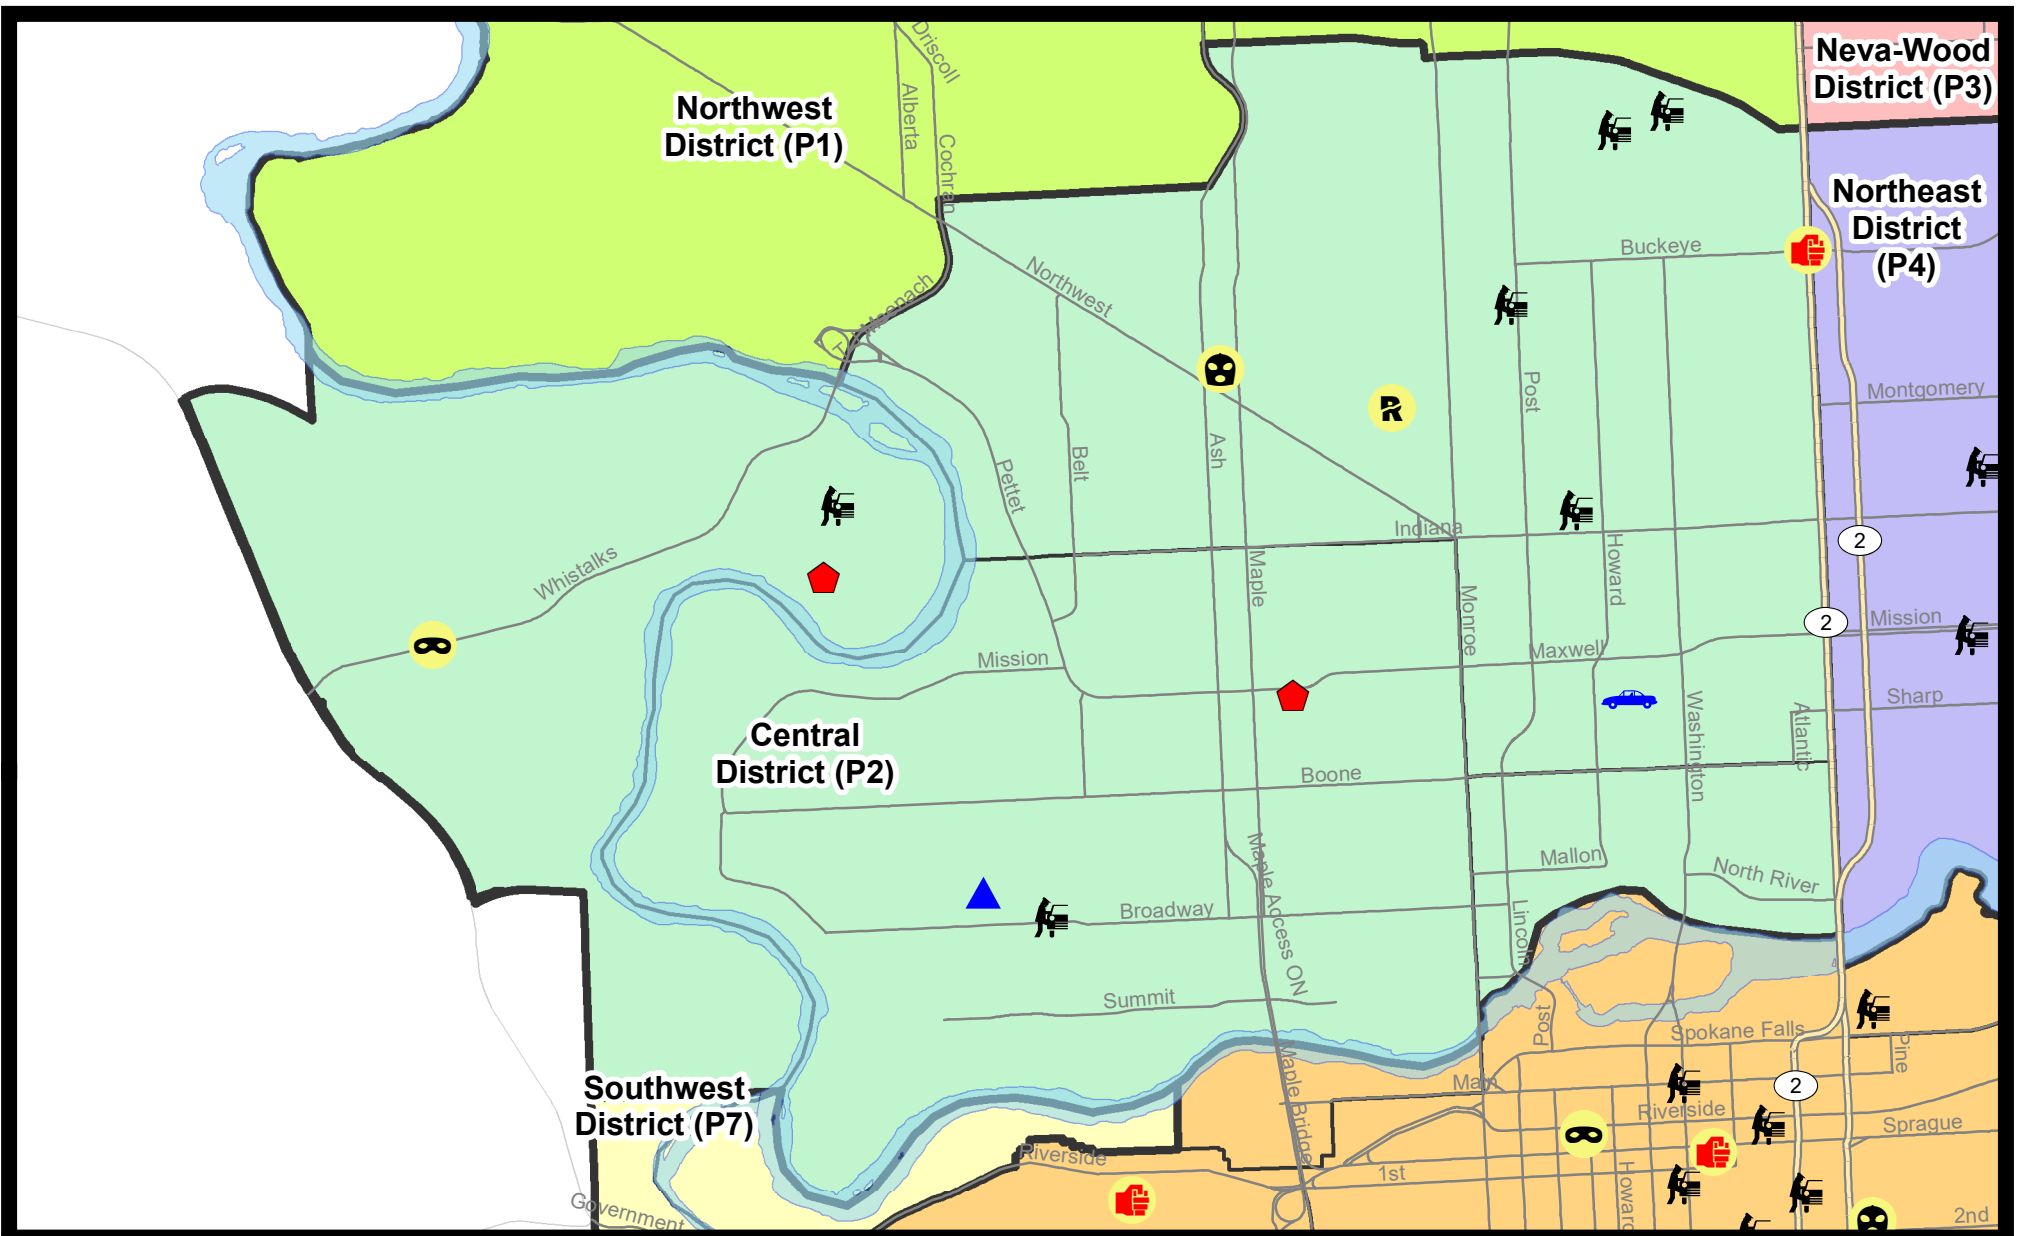 Neva-Wood
District (P3)
Driscoll
Northwest
District (P1)
Alberta
Cochran
Northeast
District
(P4)
Buckeye
Northwest
Montgomery
Post
Ash
Belt
Pettet
Indiana
2
Whistalks
Howard
Maple
Monroe
2
Mission
Maxwell
Mission
Sharp
Washington
Atlantic
Central
District (P2)
Boone
Mallon
North River
Maple Access ON
Broadway
Lincoln
Summit
Post
Spokane Falls
Pine
Maple Bridge
Main
2
Southwest
District (P7)
Riverside
Sprague
Riverside
1st
Howard
Government
2nd
R